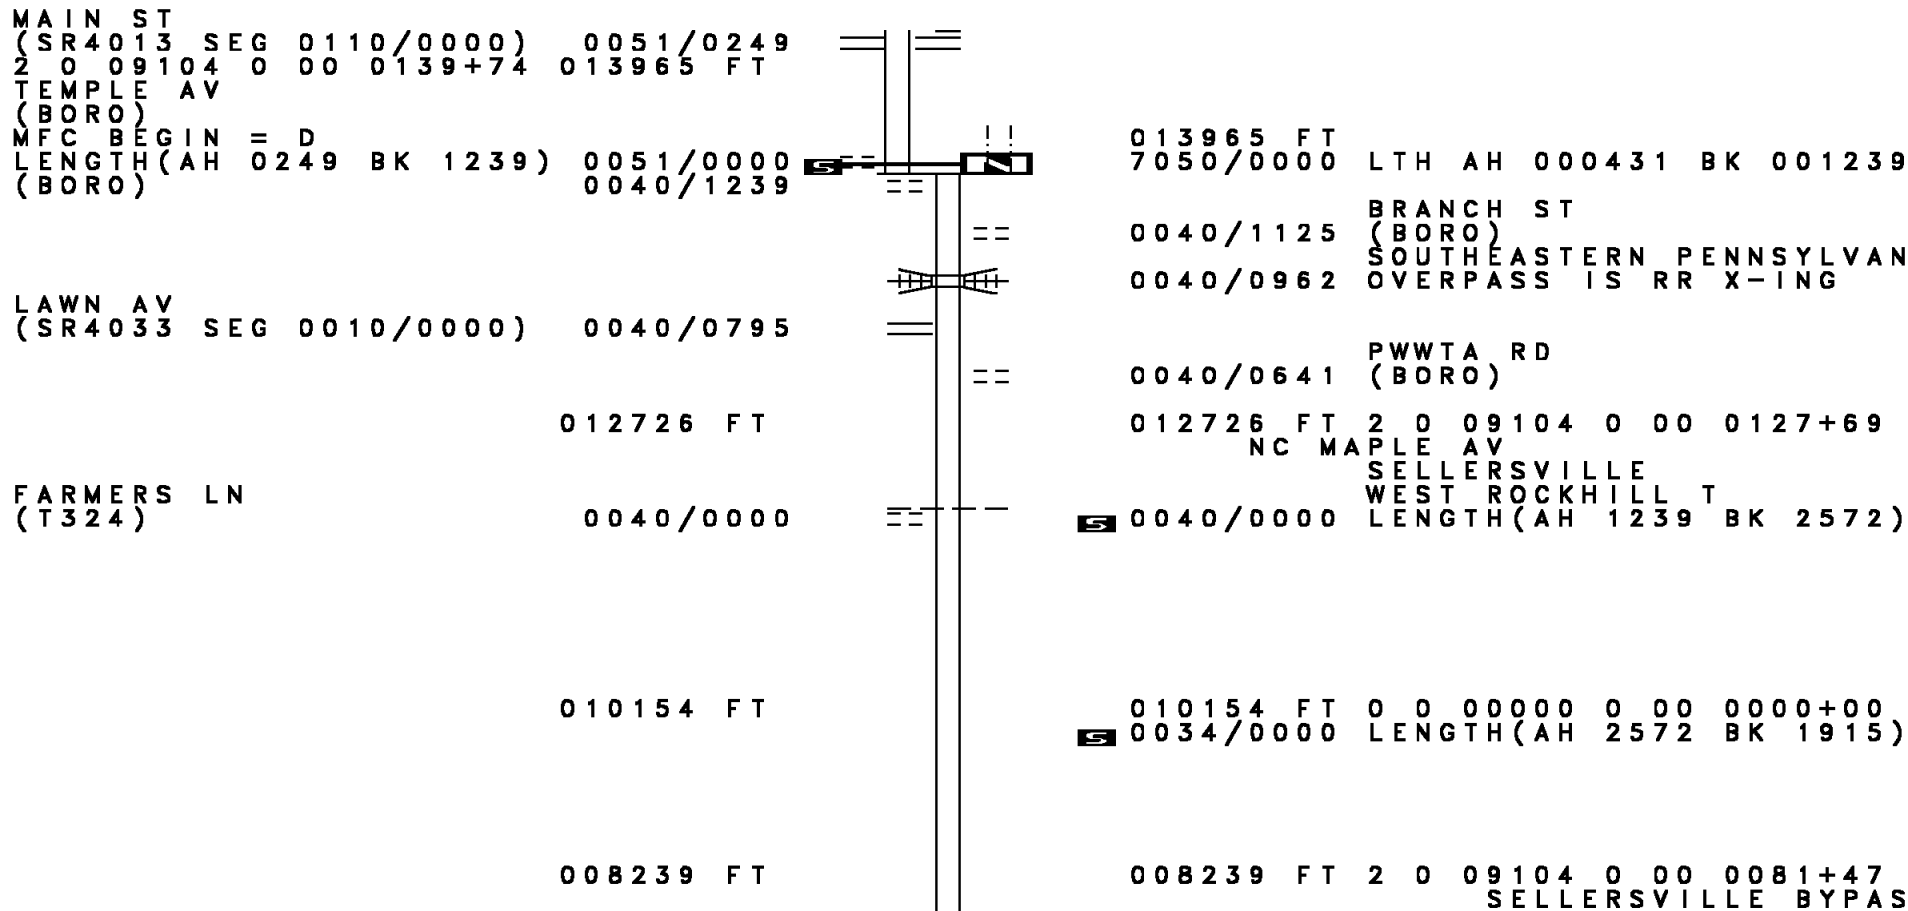 MAIN ST
(SR4013 SEG 0110/0000) 0051/0249
2 0 09104 0 00 0139+74 013965 FT
TEMPLE AV
(BORO)
MFC BEGIN = D
013965 FT
LENGTH(AH 0249 BK 1239) 0051/0000 S
7050/0000 LTH AH 000431 BK 001239
(BORO) 0040/1239
BRANCH ST
0040/1125 (BORO)
SOUTHEASTERN PENNSYLVAN
0040/0962 OVERPASS IS RR X-ING
LAWN AV
(SR4033 SEG 0010/0000) 0040/0795
PWWTA RD
0040/0641 (BORO)
012726 FT
012726 FT 2 0 09104 0 00 0127+69
NC MAPLE AV
SELLERSVILLE
WEST ROCKHILL T
FARMERS LN
(T324) 0040/0000
S 0040/0000 LENGTH(AH 1239 BK 2572)
010154 FT
010154 FT 0 0 00000 0 00 0000+00
S 0034/0000 LENGTH(AH 2572 BK 1915)
008239 FT
008239 FT 2 0 09104 0 00 0081+47
SELLERSVILLE BYPAS